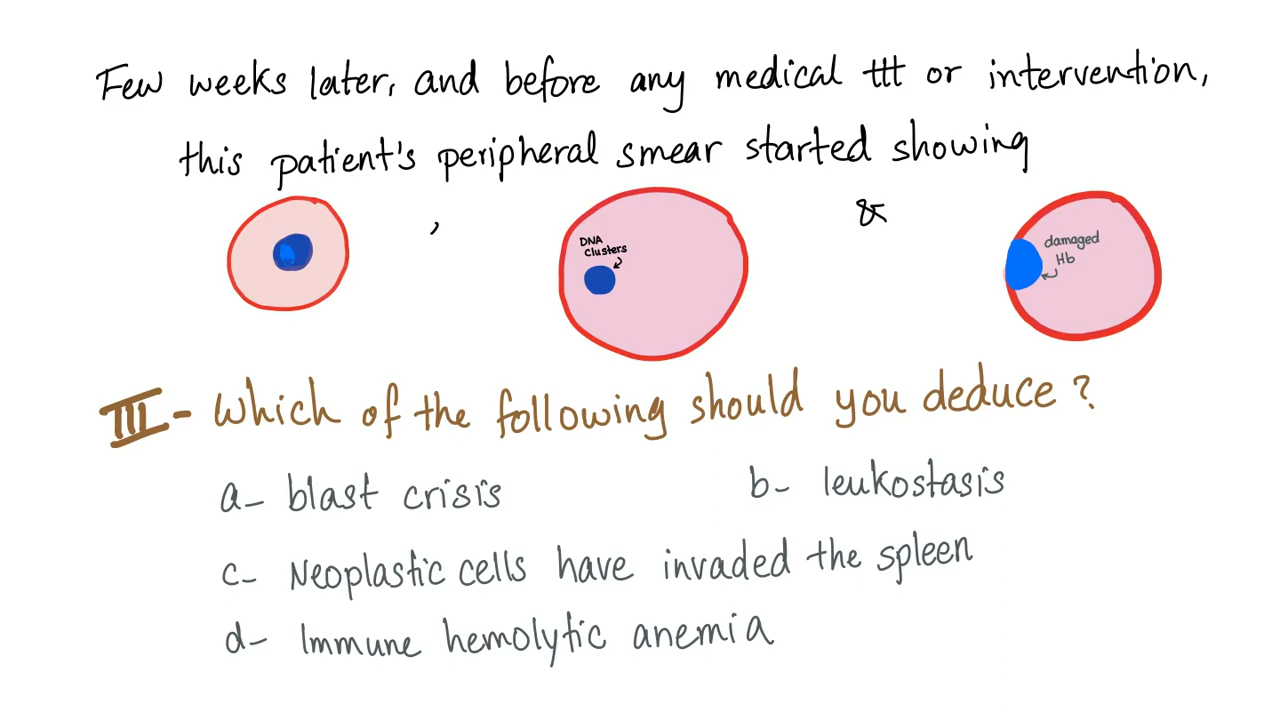 Few weeks later, and before any medical ttt or intervention,
this patient's peripheral smear started showing
, &
DNA
Clusters
damaged
Hb
III- Which of the following should you deduce?
a- blast crisis
b- leukostasis
c- Neoplastic cells have invaded the spleen
d- Immune hemolytic anemia